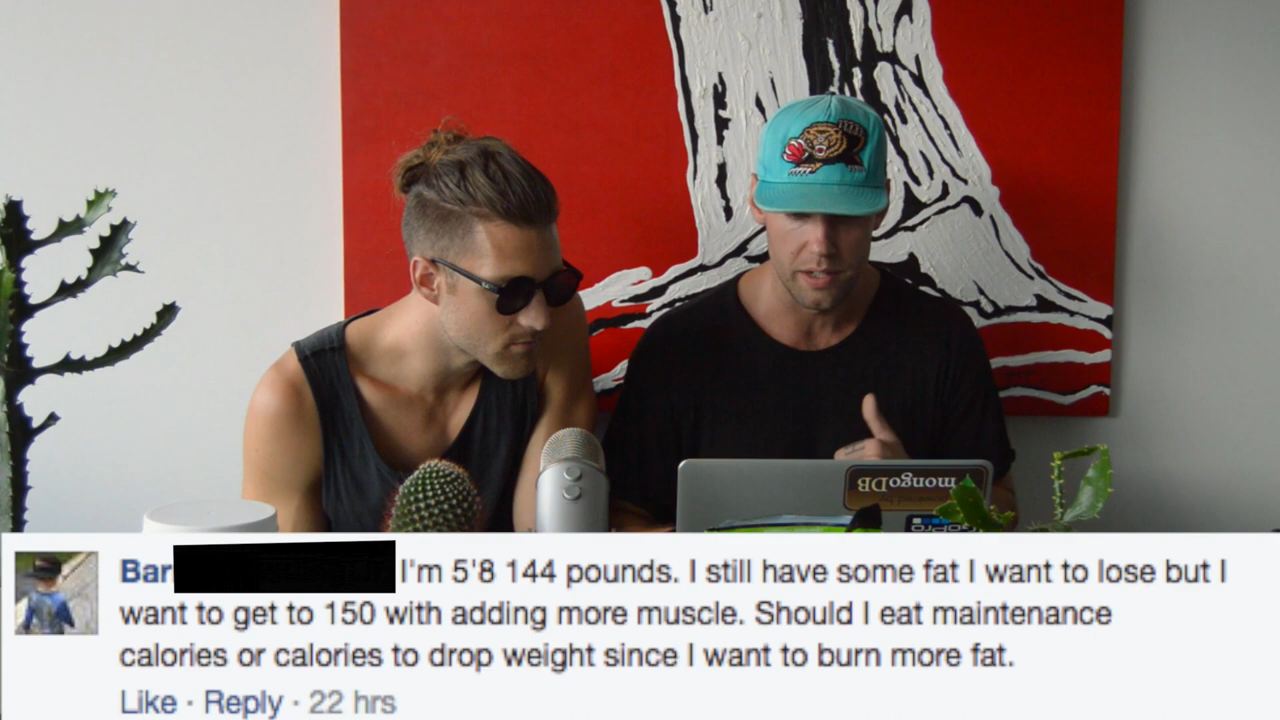 mongoDB
GoPro
Bar
I'm 5'8 144 pounds. I still have some fat I want to lose but I
want to get to 150 with adding more muscle. Should I eat maintenance
calories or calories to drop weight since I want to burn more fat.
Like · Reply · 22 hrs